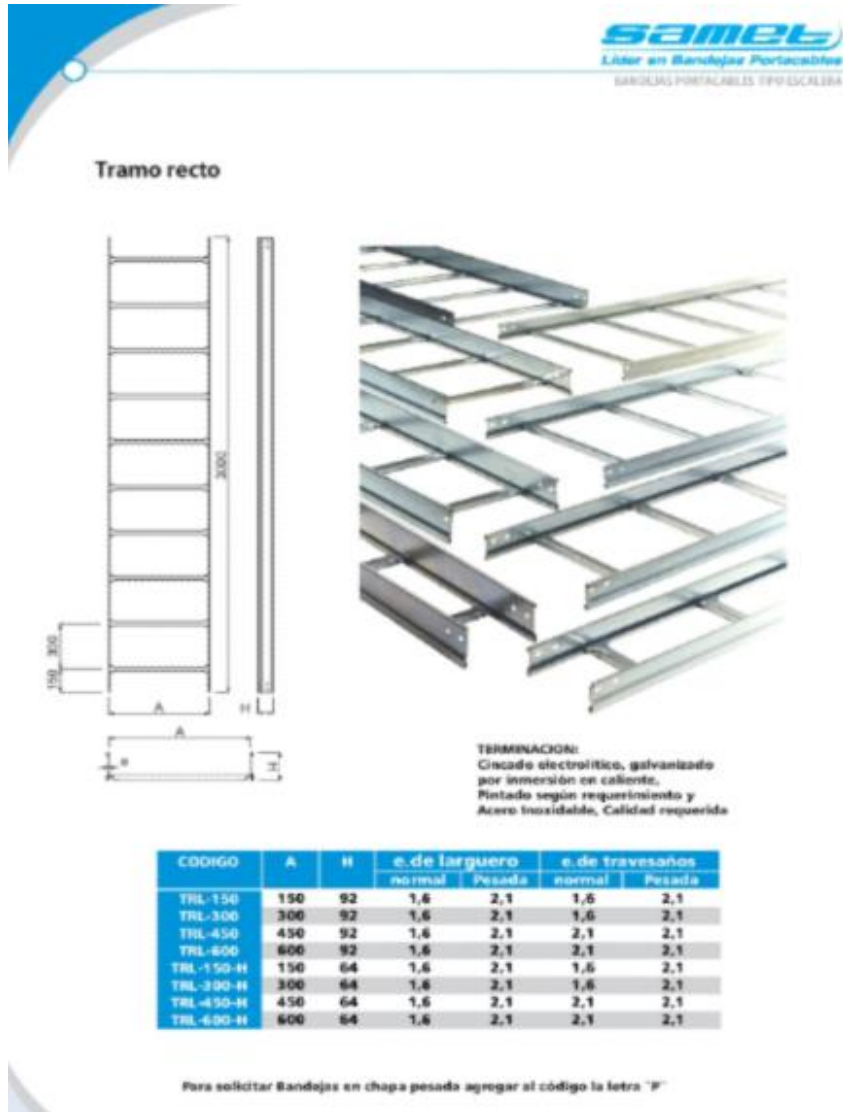 samet
Líder en Bandejas Portacables
BANDEJAS PORTACABLES TIPO ESCALERA
Tramo recto
3000
300
150
A
H
A
e
H
TERMINACION:
Cincado electrolítico, galvanizado
por inmersión en caliente,
Pintado según requerimiento y
Acero Inoxidable, Calidad requerida
CODIGO A H e.de larguero e.de travesaños
normal Pesada normal Pesada
TRL-150 150 92 1,6 2,1 1,6 2,1
TRL-300 300 92 1,6 2,1 1,6 2,1
TRL-450 450 92 1,6 2,1 2,1 2,1
TRL-600 600 92 1,6 2,1 2,1 2,1
TRL-150-H 150 64 1,6 2,1 1,6 2,1
TRL-300-H 300 64 1,6 2,1 1,6 2,1
TRL-450-H 450 64 1,6 2,1 2,1 2,1
TRL-600-H 600 64 1,6 2,1 2,1 2,1
Para solicitar Bandejas en chapa pesada agregar al código la letra ¨P¨